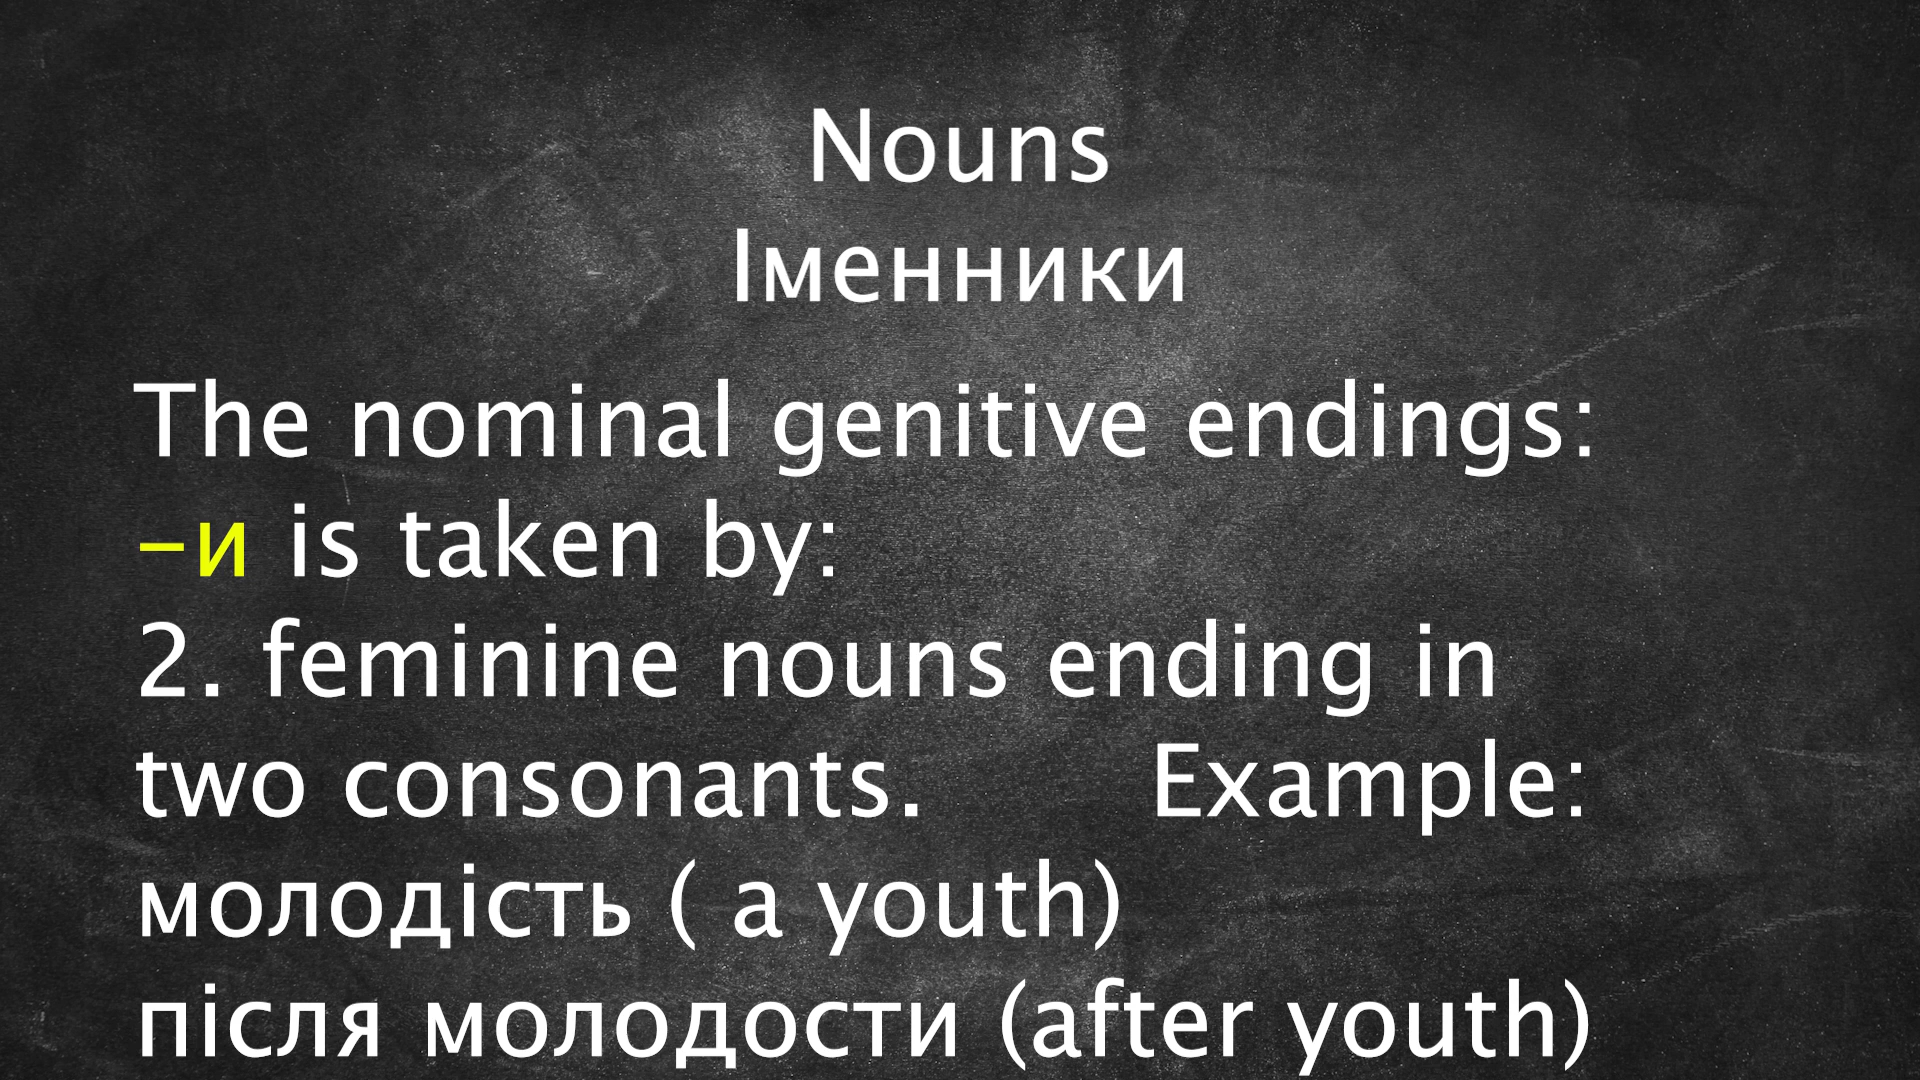 Nouns
Іменники
The nominal genitive endings:
–и is taken by:
2. feminine nouns ending in
two consonants. Example:
молодість ( a youth)
після молодости (after youth)